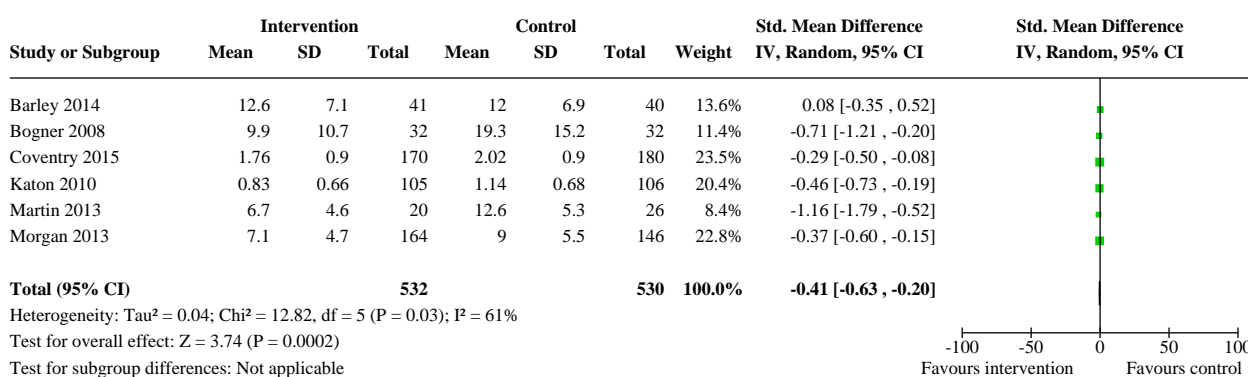 Intervention Control Std. Mean Difference Std. Mean Difference
Study or Subgroup Mean SD Total Mean SD Total Weight IV, Random, 95% CI IV, Random, 95% CI
Barley 2014 12.6 7.1 41 12 6.9 40 13.6% 0.08 [-0.35 , 0.52]
Bogner 2008 9.9 10.7 32 19.3 15.2 32 11.4% -0.71 [-1.21 , -0.20]
Coventry 2015 1.76 0.9 170 2.02 0.9 180 23.5% -0.29 [-0.50 , -0.08]
Katon 2010 0.83 0.66 105 1.14 0.68 106 20.4% -0.46 [-0.73 , -0.19]
Martin 2013 6.7 4.6 20 12.6 5.3 26 8.4% -1.16 [-1.79 , -0.52]
Morgan 2013 7.1 4.7 164 9 5.5 146 22.8% -0.37 [-0.60 , -0.15]
Total (95% CI) 532 530 100.0% -0.41 [-0.63 , -0.20]
Heterogeneity: Tau² = 0.04; Chi² = 12.82, df = 5 (P = 0.03); I² = 61%
Test for overall effect: Z = 3.74 (P = 0.0002)
-100 -50 0 50 100
Test for subgroup differences: Not applicable
Favours intervention Favours control